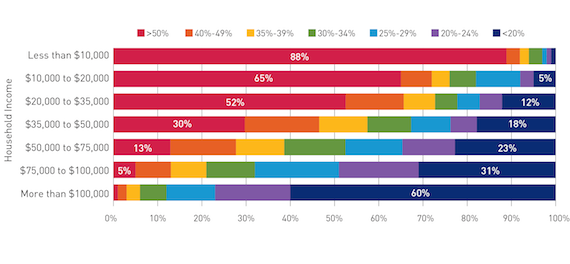 >50% 40%-49% 35%-39% 30%-34% 25%-29% 20%-24% <20%
Household Income
Less than $10,000 88%
$10,000 to $20,000 65% 5%
$20,000 to $35,000 52% 12%
$35,000 to $50,000 30% 18%
$50,000 to $75,000 13% 23%
$75,000 to $100,000 5% 31%
More than $100,000 60%
0% 10% 20% 30% 40% 50% 60% 70% 80% 90% 100%